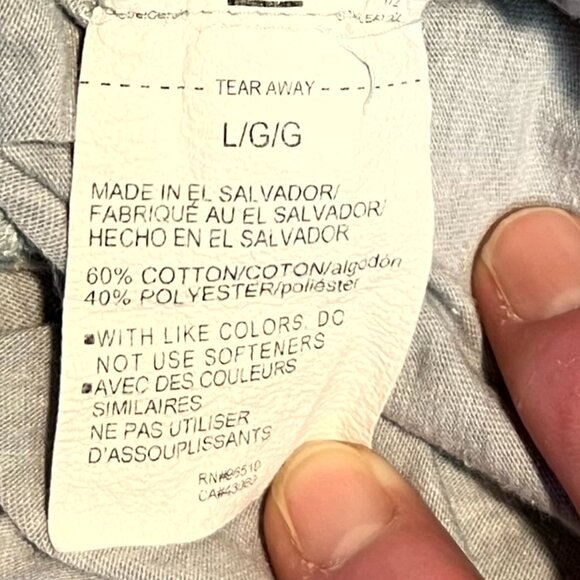 TEAR AWAY
L/G/G
MADE IN EL SALVADOR/
FABRIQUÉ AU EL SALVADOR/
HECHO EN EL SALVADOR
60% COTTON/COTON/algodón
40% POLYESTER/poliéster
WITH LIKE COLORS. DO
NOT USE SOFTENERS
AVEC DES COULEURS
SIMILAIRES
NE PAS UTILISER
D'ASSOUPLISSANTS
RN#96510